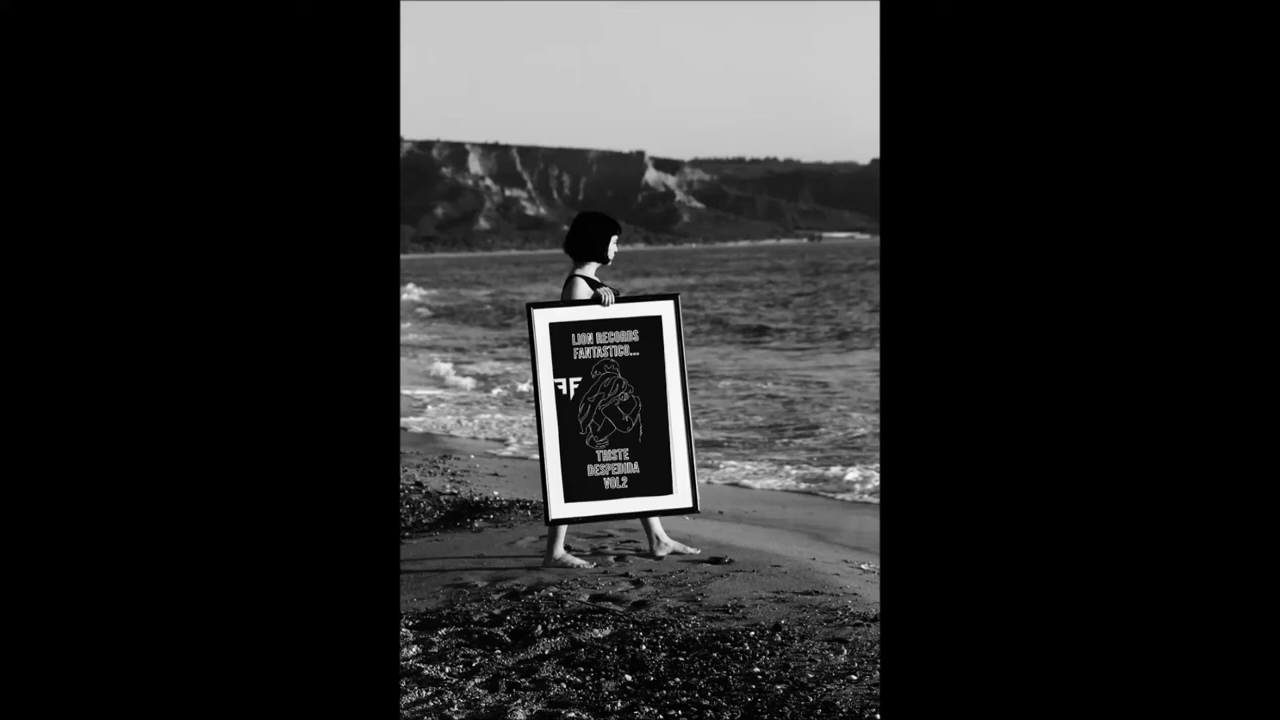 LION RECORDS
FANTASTICO...
FF
TRISTE
DESPEDIDA
VOL2